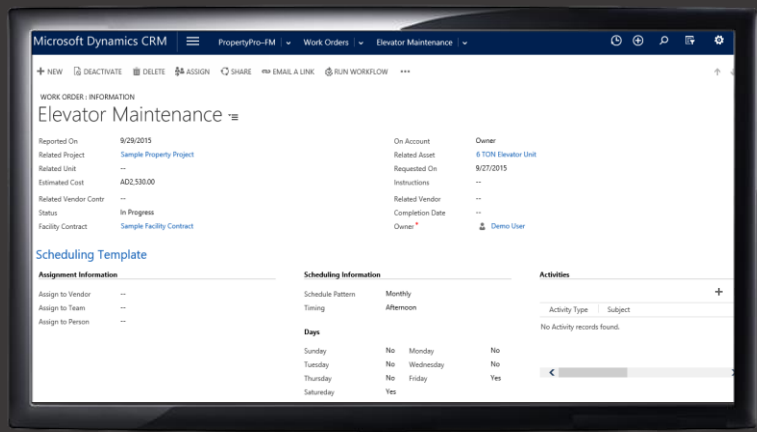 Microsoft Dynamics CRM PropertyPro–FM Work Orders Elevator Maintenance
NEW DEACTIVATE DELETE ASSIGN SHARE EMAIL A LINK RUN WORKFLOW •••
WORK ORDER : INFORMATION
Elevator Maintenance
Reported On 9/29/2015 On Account Owner
Related Project Sample Property Project Related Asset 6 TON Elevator Unit
Related Unit -- Requested On 9/27/2015
Estimated Cost AD2,530.00 Instructions --
Related Vendor Contr -- Related Vendor --
Status In Progress Completion Date --
Facility Contract Sample Facility Contract Owner * Demo User
Scheduling Template
Assignment Information Scheduling Information Activities
Assign to Vendor -- Schedule Pattern Monthly
Assign to Team -- Timing Afternoon Activity Type Subject
Assign to Person -- No Activity records found.
Days
Sunday No Monday No
Tuesday No Wednesday No
Thursday No Friday Yes
Satureday Yes